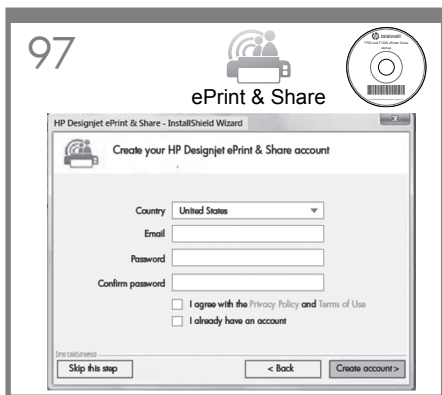 97
ePrint & Share
DESIGNJET
HP Designjet ePrint & Share - InstallShield Wizard
Create your HP Designjet ePrint & Share account
Country United States
Email
Password
Confirm password
I agree with the Privacy Policy and Terms of Use
I already have an account
InstallShield
Skip this step < Back Create account >